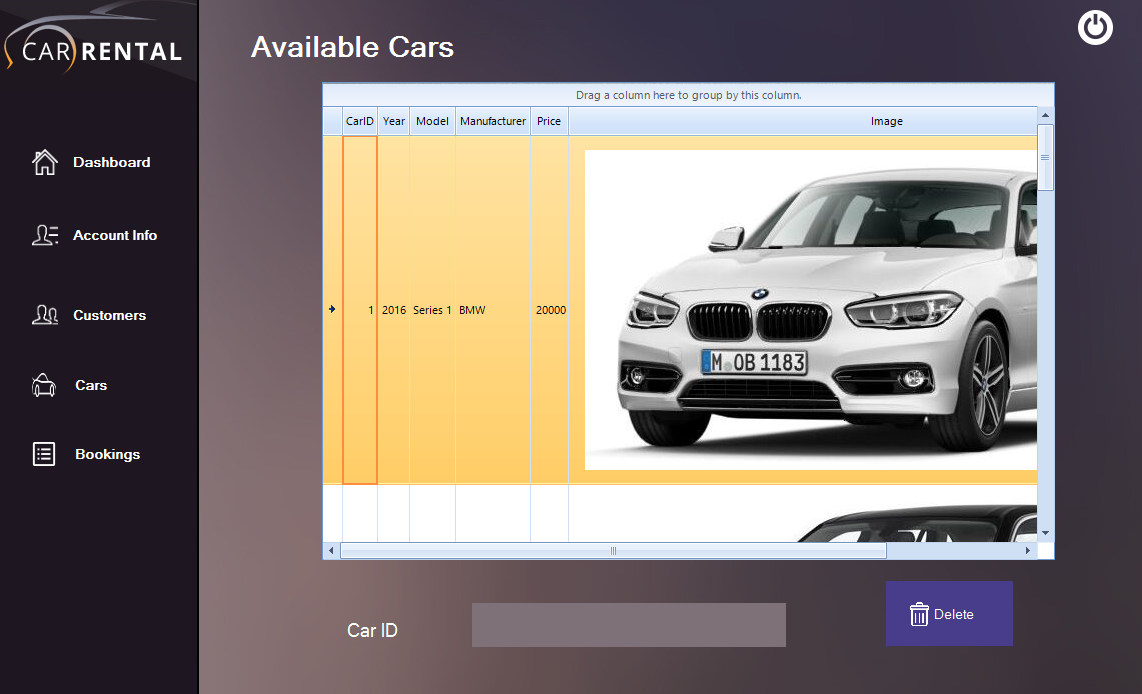 CAR RENTAL
Dashboard
Account Info
Customers
Cars
Bookings
Available Cars
Drag a column here to group by this column.
CarID Year Model Manufacturer Price Image
1 2016 Series 1 BMW 20000
M OB 1183
Car ID
Delete